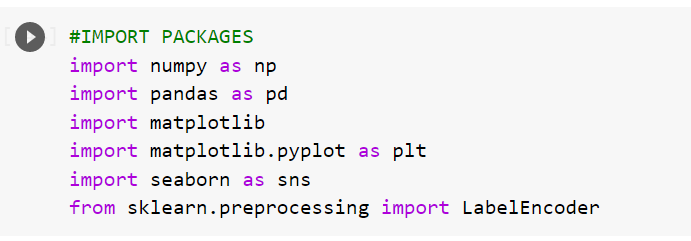 #IMPORT PACKAGES
import numpy as np
import pandas as pd
import matplotlib
import matplotlib.pyplot as plt
import seaborn as sns
from sklearn.preprocessing import LabelEncoder